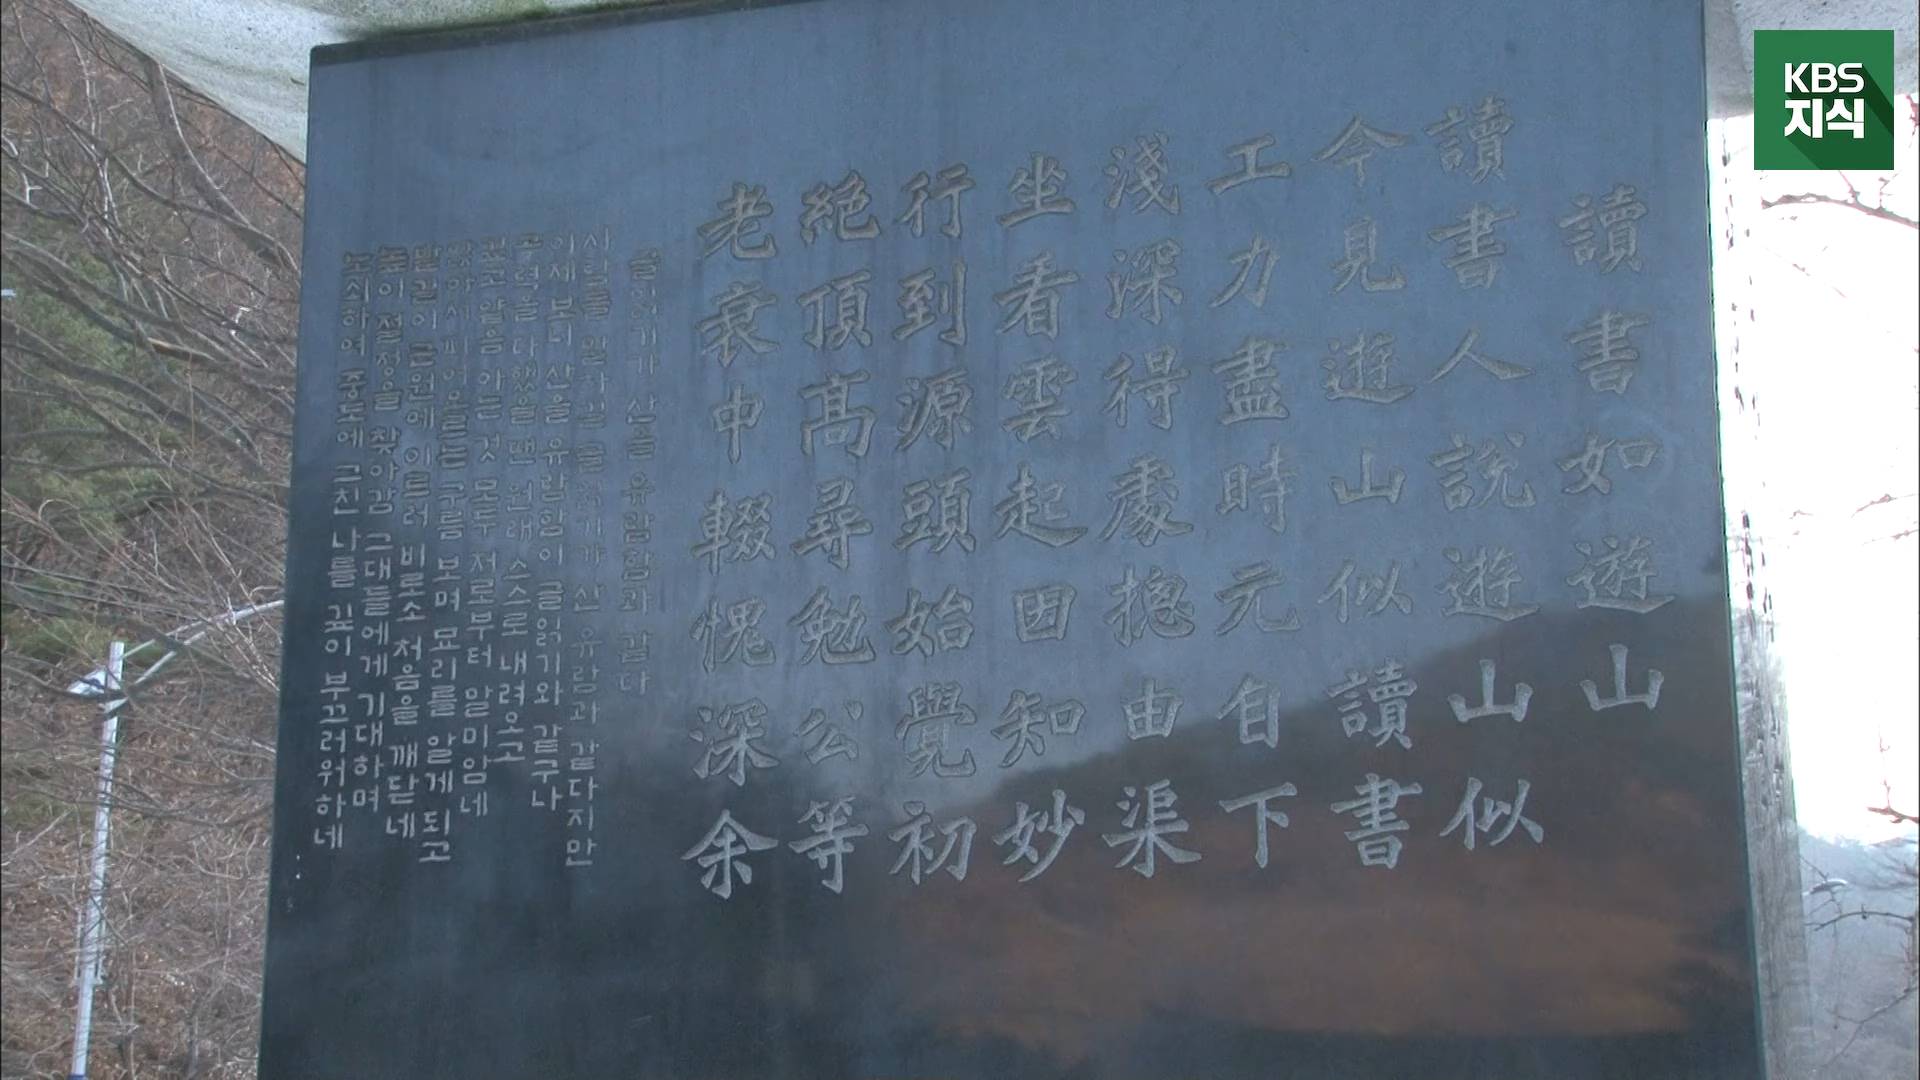 讀書如遊山
讀書人說遊山似
今見遊山似讀書
工力盡時元自下
淺深得處摠由渠
坐看雲起因知妙
行到源頭始覺初
絶頂髙尋勉公等
老衰中輟愧深余
글읽기가 산을 유람함과 같다
사람들 말하길 글읽기가 산 유람과 같다지만
이제 보니 산을 유람함이 글읽기와 같구나
공력을 다했을 땐 원래 스스로 내려오고
깊고 얕음 아는 것 모두 저로부터 말미암네
앉아서 피어오르는 구름 보며 묘리를 알게 되고
발길이 근원에 이르러 비로소 처음을 깨닫네
높이 절정을 찾아감 그대들에게 기대하며
노쇠하여 중도에 그친 나를 깊이 부끄러워하네
KBS
지식